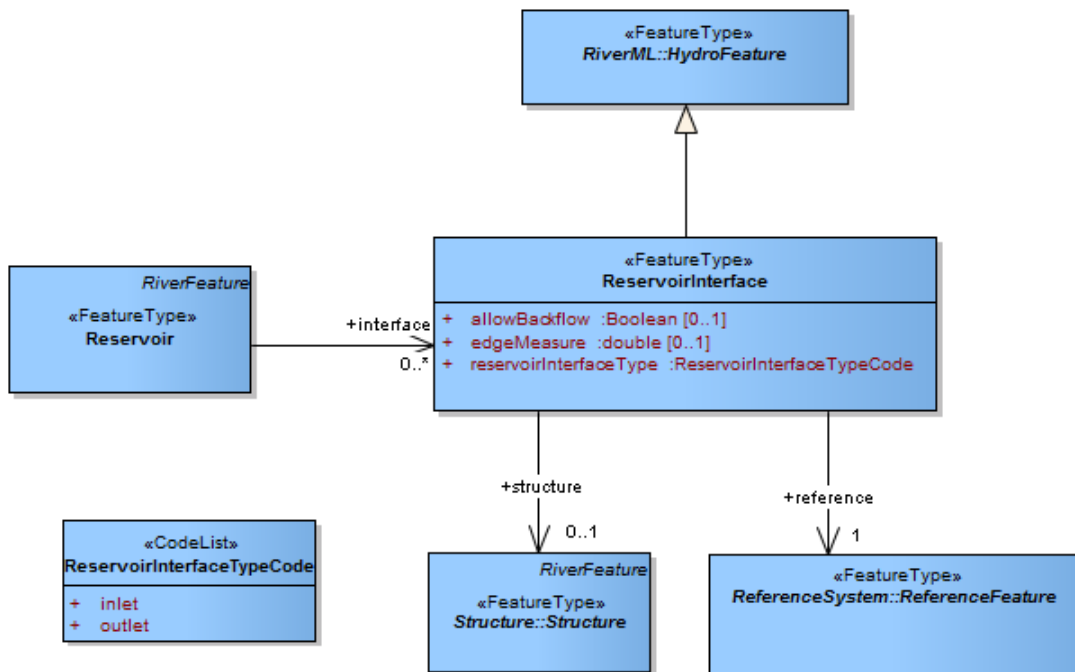 «FeatureType»
RiverML::HydroFeature
«FeatureType»
ReservoirInterface
+ allowBackflow :Boolean [0..1]
+ edgeMeasure :double [0..1]
+ reservoirInterfaceType :ReservoirInterfaceTypeCode
RiverFeature
«FeatureType»
Reservoir
+interface
0..*
+structure
0..1
+reference
1
«CodeList»
ReservoirInterfaceTypeCode
+ inlet
+ outlet
RiverFeature
«FeatureType»
Structure::Structure
«FeatureType»
ReferenceSystem::ReferenceFeature